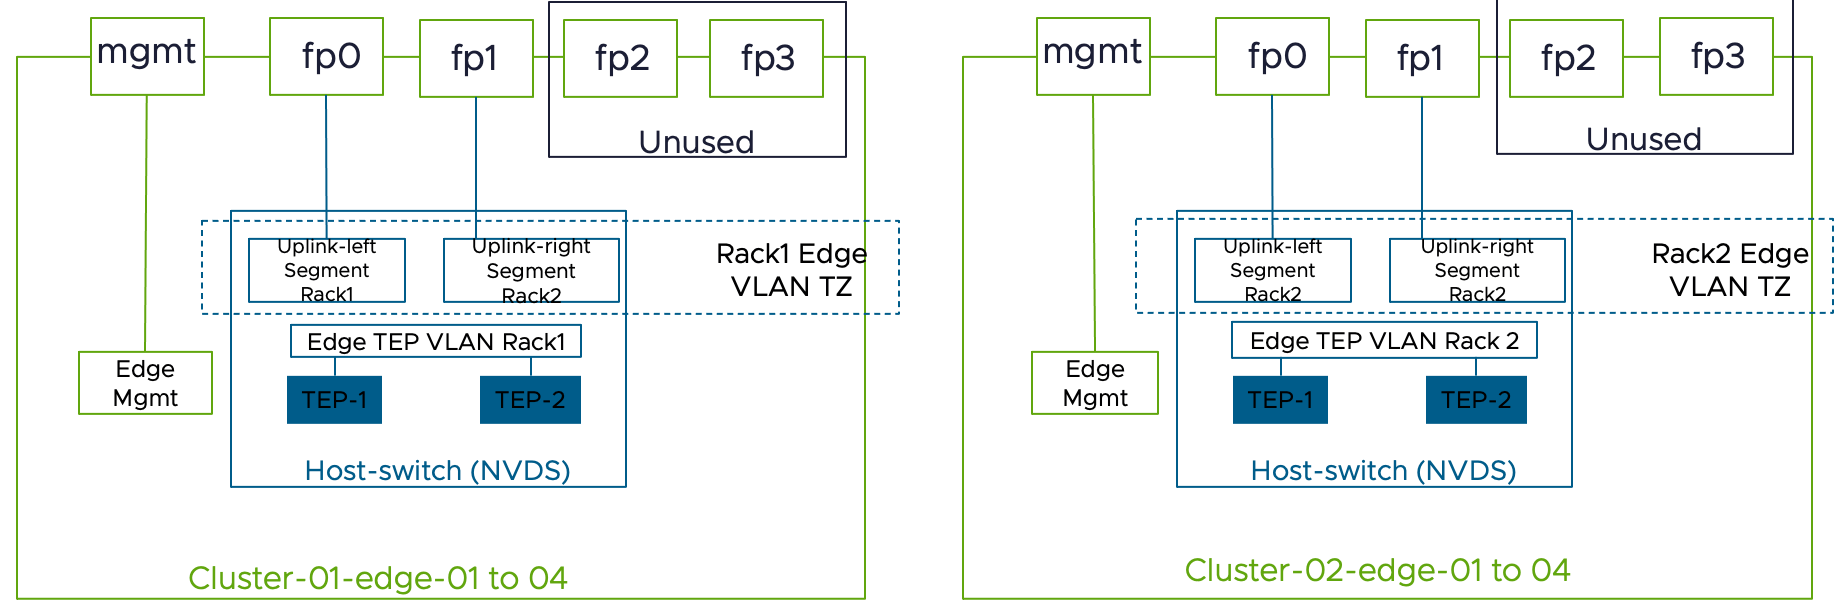 mgmt
fp0
fp1
fp2
fp3
Unused
Uplink-left
Segment
Rack1
Uplink-right
Segment
Rack2
Rack1 Edge
VLAN TZ
Edge TEP VLAN Rack1
TEP-1
TEP-2
Edge
Mgmt
Host-switch (NVDS)
Cluster-01-edge-01 to 04
mgmt
fp0
fp1
fp2
fp3
Unused
Uplink-left
Segment
Rack2
Uplink-right
Segment
Rack2
Rack2 Edge
VLAN TZ
Edge TEP VLAN Rack 2
TEP-1
TEP-2
Edge
Mgmt
Host-switch (NVDS)
Cluster-02-edge-01 to 04